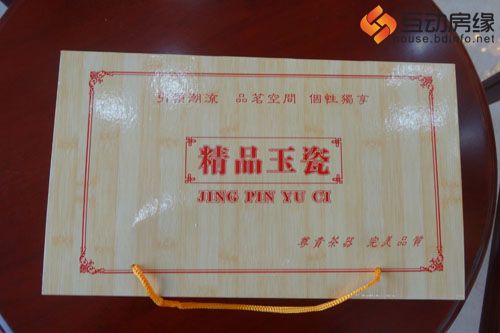 互动房缘
house.bdinfo.net
引領潮流 品茗空間 個性獨享
精品玉瓷
JING PIN YU CI
尊貴茶器 完美品質